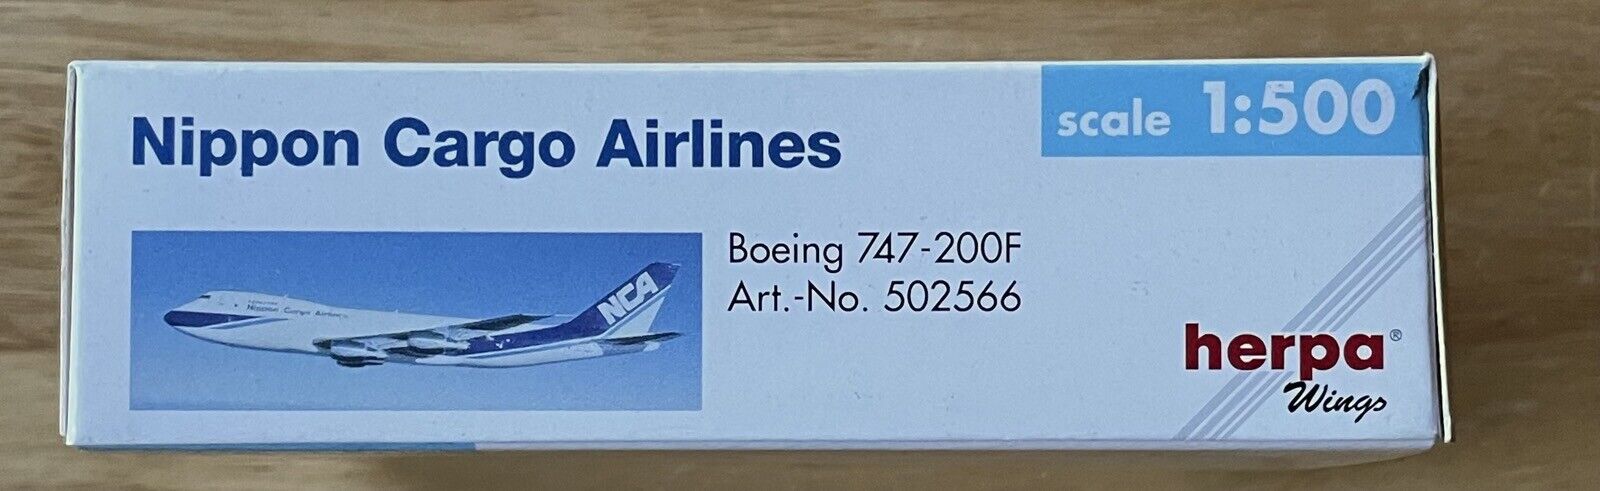 Nippon Cargo Airlines
scale 1:500
Boeing 747-200F
Art.-No. 502566
Nippon Cargo Airlines
NCA
herpa®
Wings